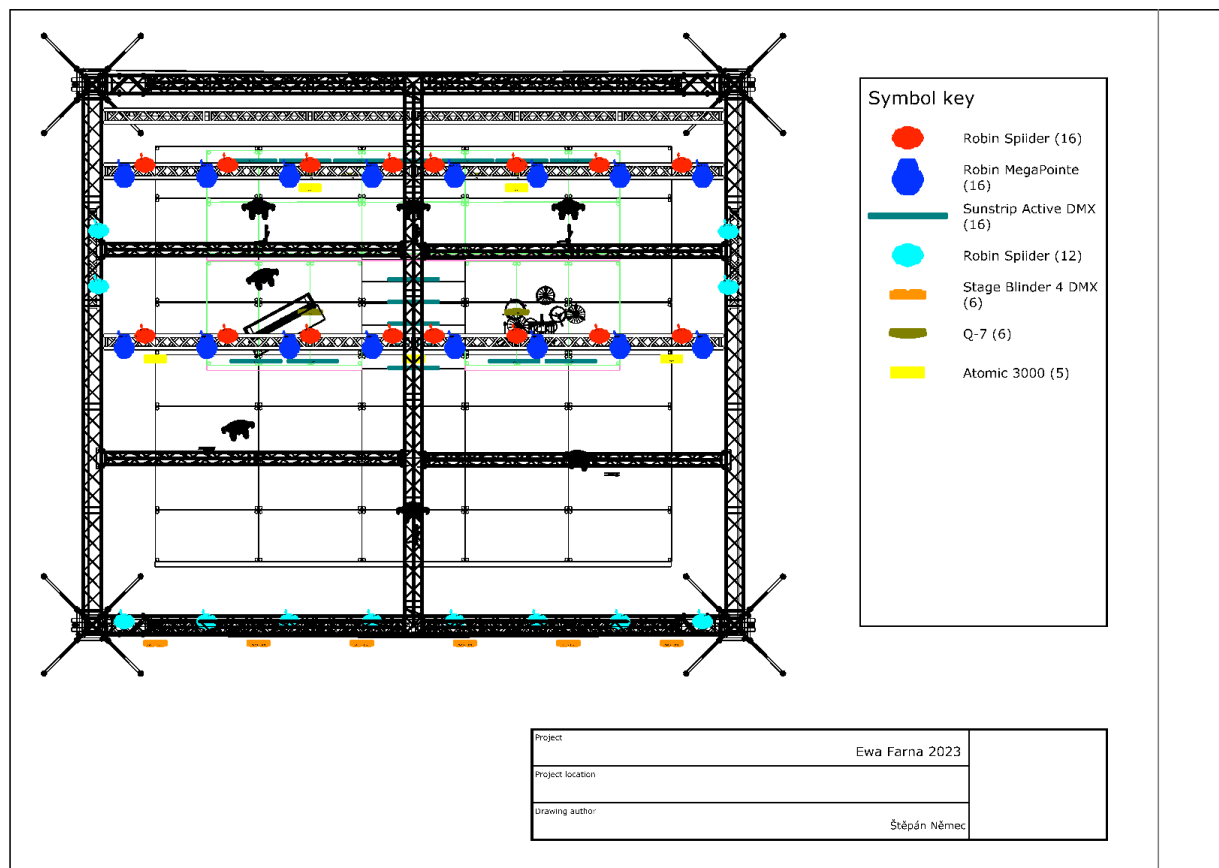 Symbol key
Robin Spiider (16)
Robin MegaPointe
(16)
Sunstrip Active DMX
(16)
Robin Spiider (12)
Stage Blinder 4 DMX
(6)
Q-7 (6)
Atomic 3000 (5)
Project
Ewa Farna 2023
Project location
Drawing author
Štěpán Němec